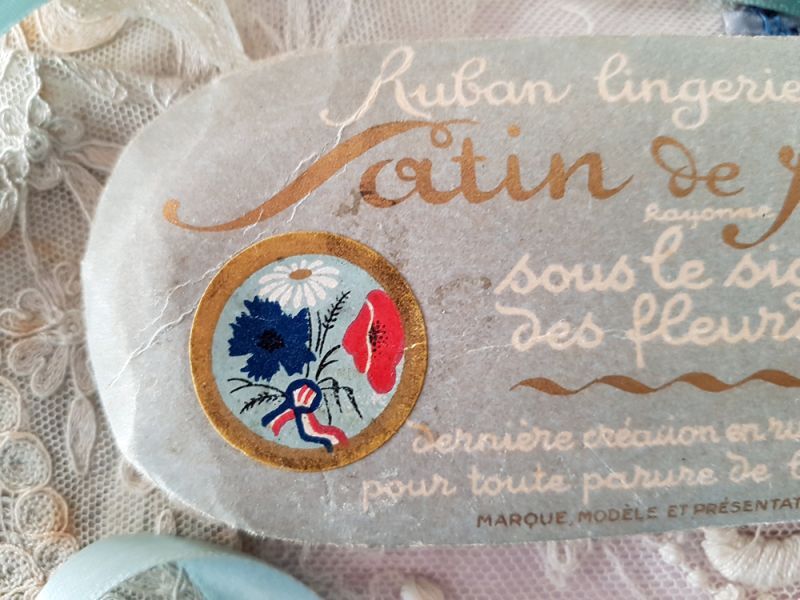 Ruban lingerie
Satin de
Rayonne
sous le sig
des fleurs
dernière création en ru
pour toute parure de l
MARQUE, MODÈLE ET PRÉSENTAT